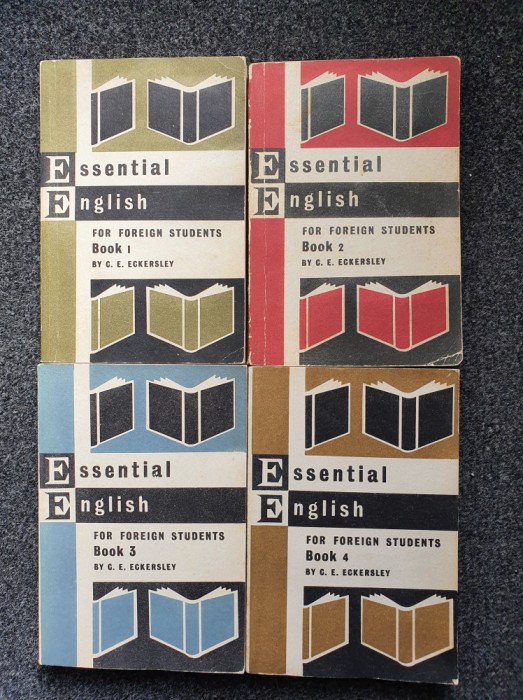 Essential
English
FOR FOREIGN STUDENTS
Book 1
BY C. E. ECKERSLEY
Essential
English
FOR FOREIGN STUDENTS
Book 2
BY C. E. ECKERSLEY
Essential
English
FOR FOREIGN STUDENTS
Book 3
BY C. E. ECKERSLEY
Essential
English
FOR FOREIGN STUDENTS
Book 4
BY C. E. ECKERSLEY